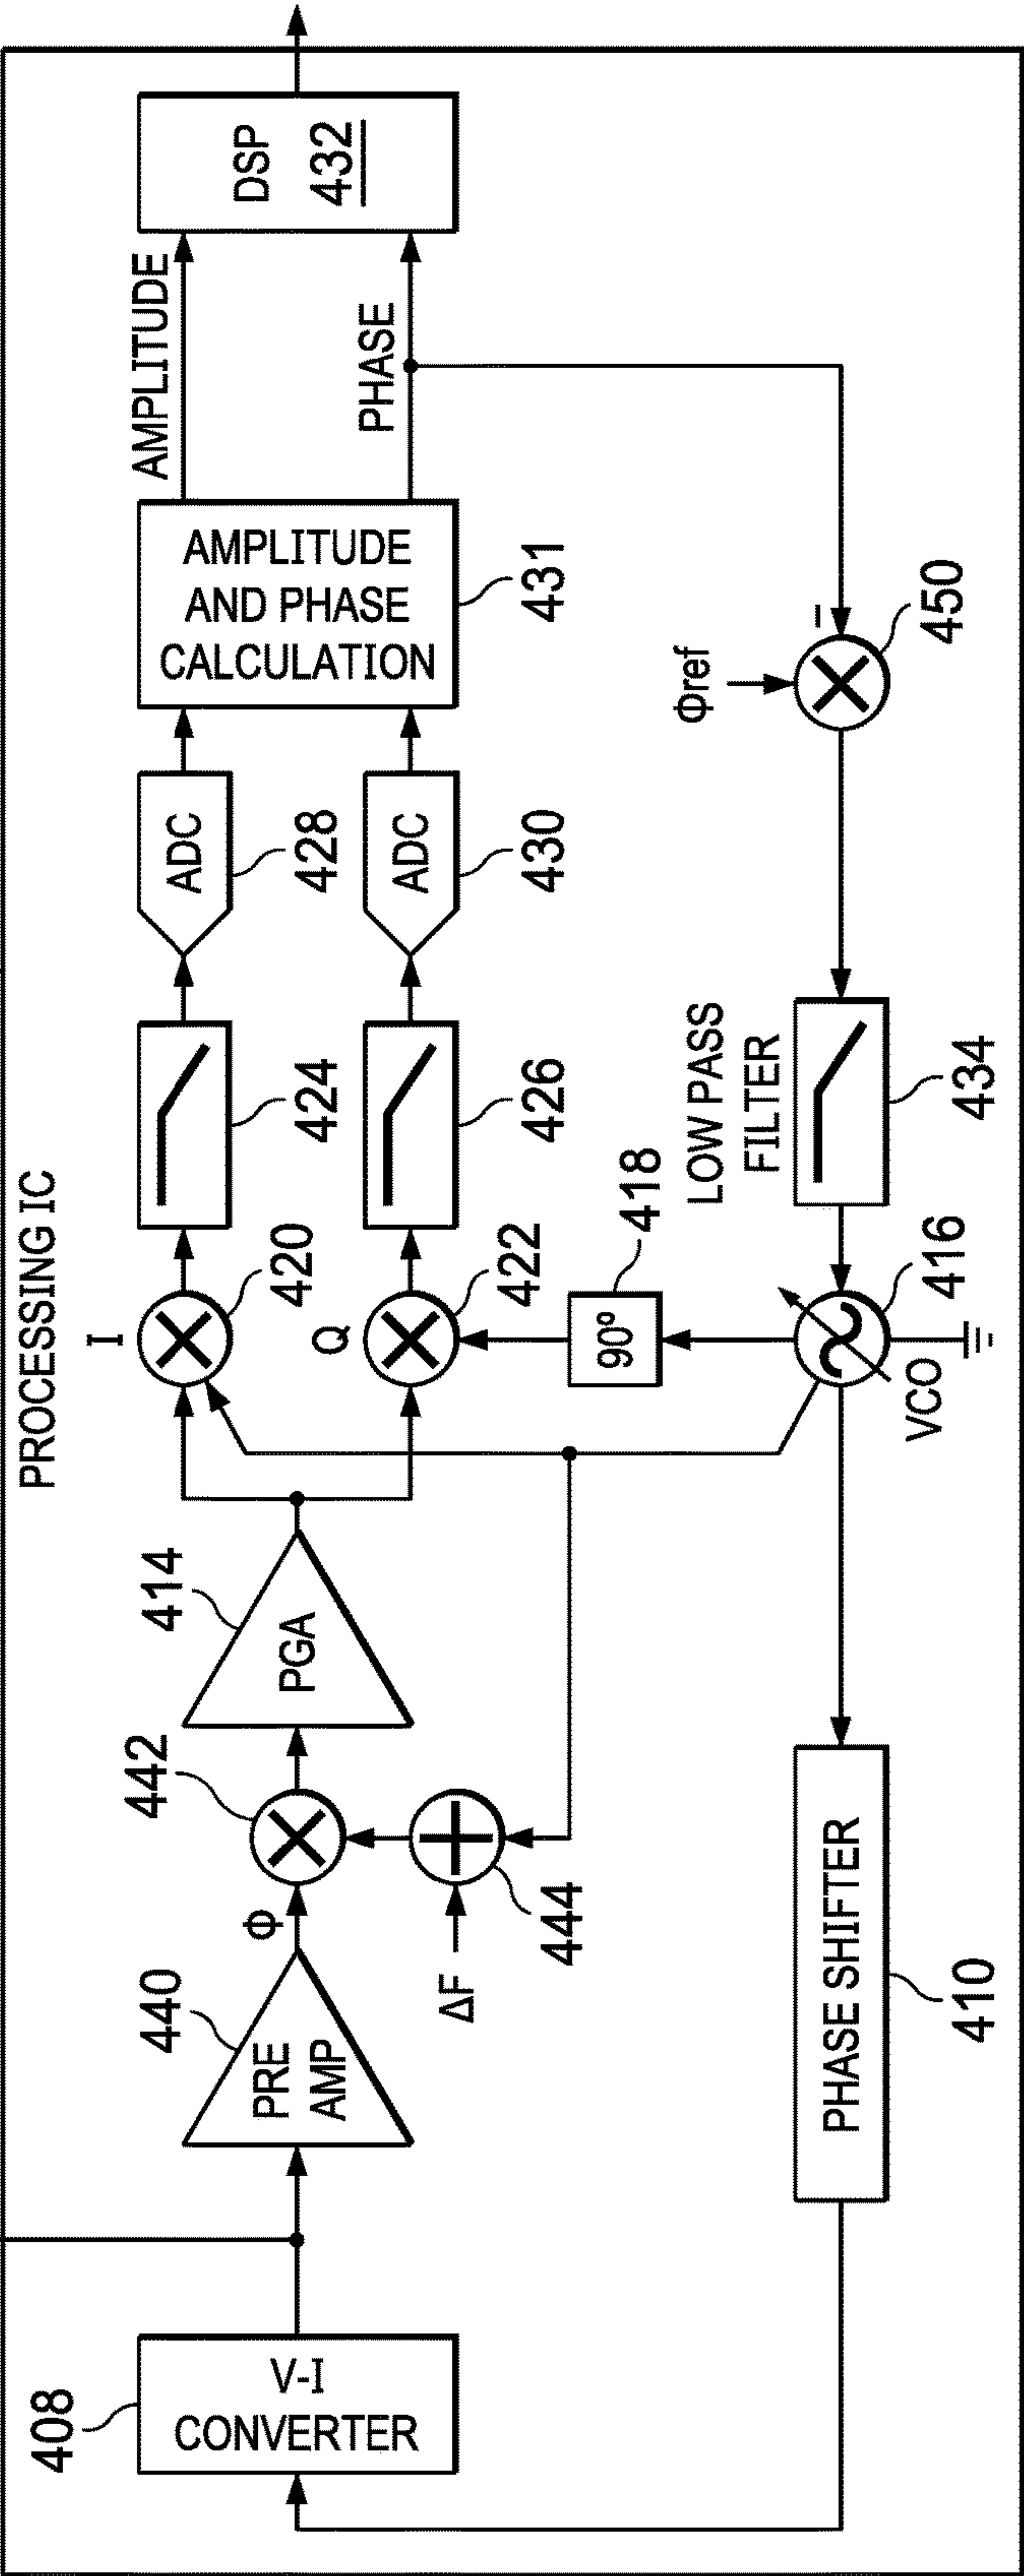 PROCESSING IC
408
V-I
CONVERTER
440
PRE
AMP
Φ
442
ΔF
444
414
PGA
I
420
Q
422
424
426
ADC
428
ADC
430
AMPLITUDE
AND PHASE
CALCULATION
431
AMPLITUDE
PHASE
DSP
432
90º
418
410
PHASE SHIFTER
VCO
416
LOW PASS
FILTER
434
Φref
−
450